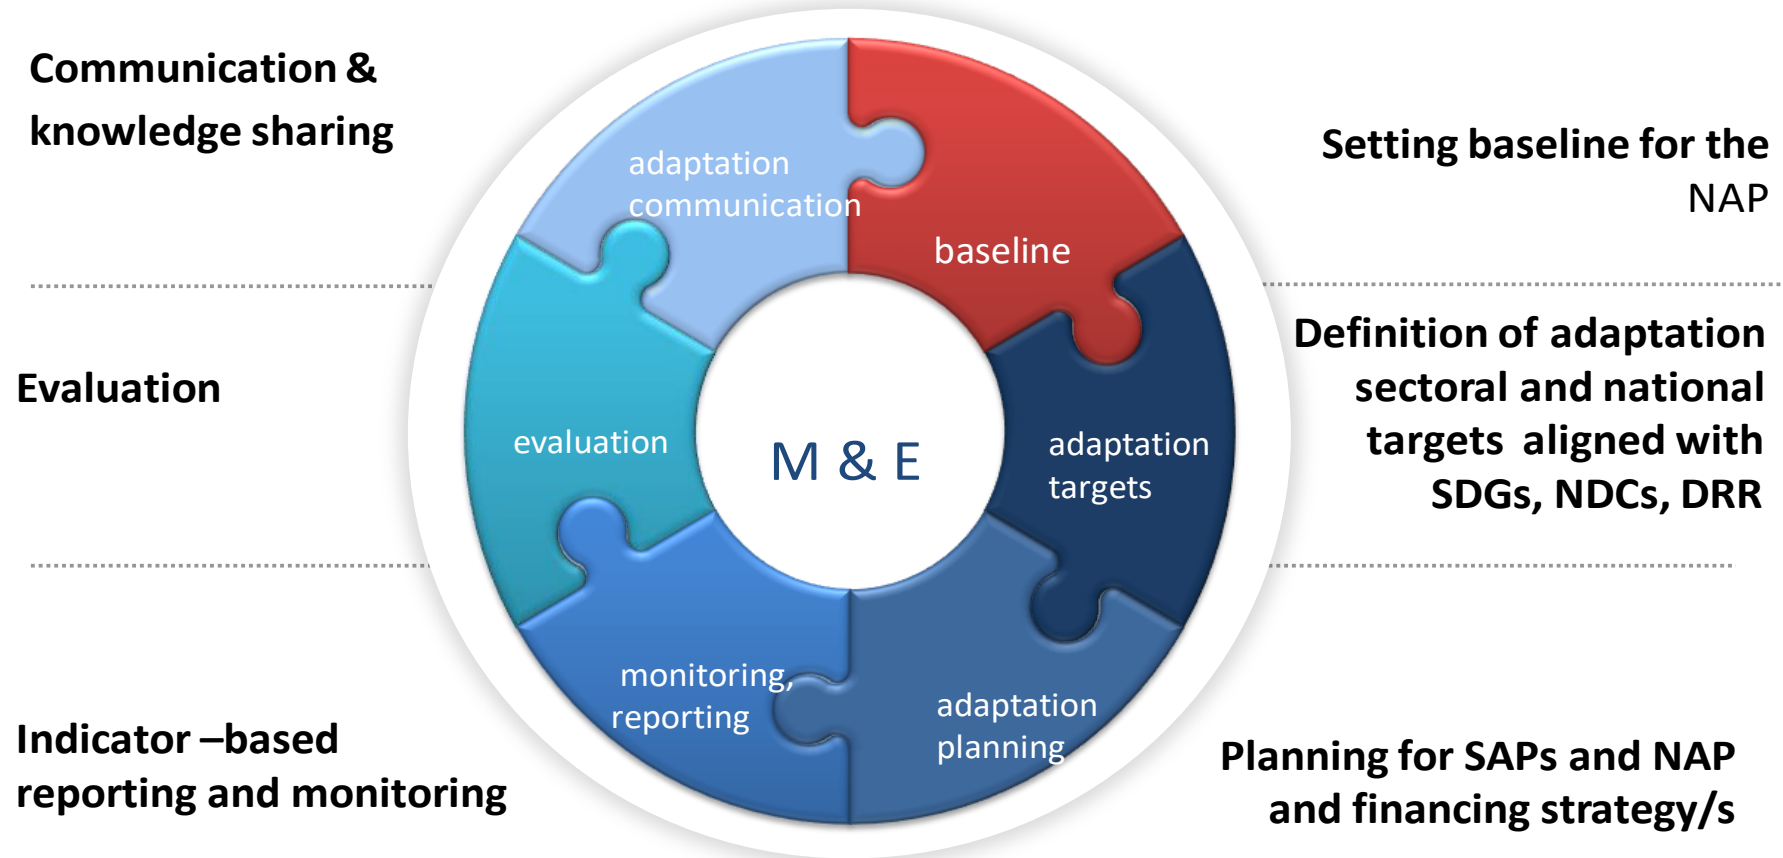 Communication &
knowledge sharing
Setting baseline for the
NAP
adaptation
communication
baseline
Evaluation
Definition of adaptation
sectoral and national
targets aligned with
SDGs, NDCs, DRR
evaluation
M & E
adaptation
targets
monitoring,
reporting
adaptation
planning
Indicator –based
reporting and monitoring
Planning for SAPs and NAP
and financing strategy/s